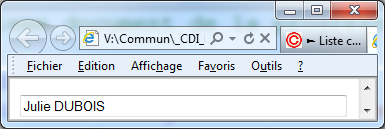 V:\Commun\_CDI_
Liste c...
Fichier Edition Affichage Favoris Outils ?
Julie DUBOIS